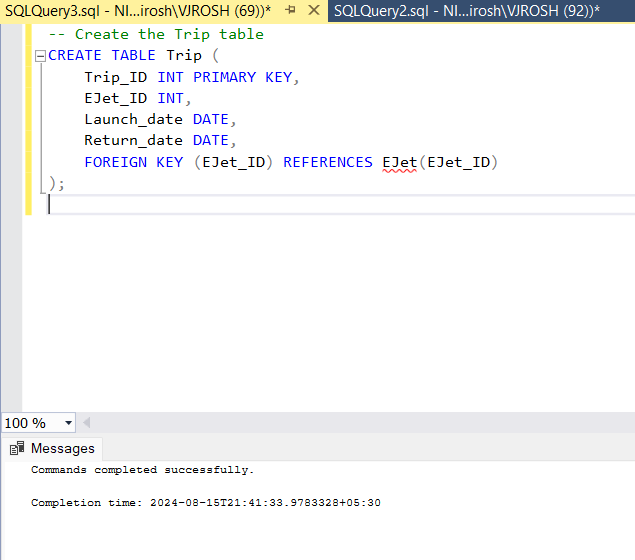 SQLQuery3.sql - NI...irosh\VJROSH (69))* SQLQuery2.sql - NI...irosh\VJROSH (92))*
-- Create the Trip table
CREATE TABLE Trip (
Trip_ID INT PRIMARY KEY,
EJet_ID INT,
Launch_date DATE,
Return_date DATE,
FOREIGN KEY (EJet_ID) REFERENCES EJet(EJet_ID)
);
100 %
Messages
Commands completed successfully.
Completion time: 2024-08-15T21:41:33.9783328+05:30